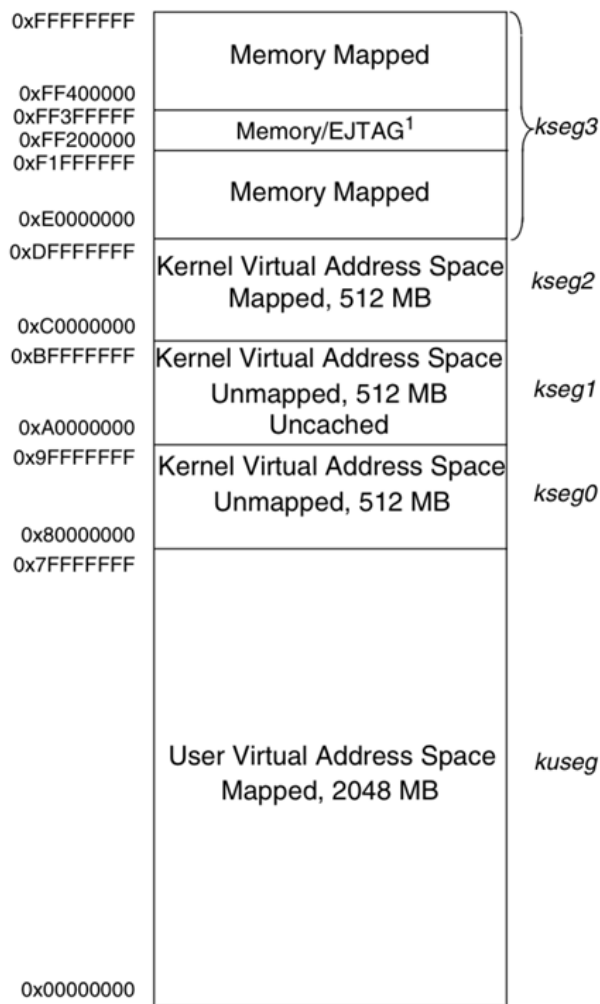 0xFFFFFFFF
Memory Mapped
0xFF400000
0xFF3FFFFF
Memory/EJTAG1
0xFF200000
kseg3
0xF1FFFFFF
Memory Mapped
0xE0000000
0xDFFFFFFF
Kernel Virtual Address Space
Mapped, 512 MB
kseg2
0xC0000000
0xBFFFFFFF
Kernel Virtual Address Space
Unmapped, 512 MB
kseg1
Uncached
0xA0000000
0x9FFFFFFF
Kernel Virtual Address Space
Unmapped, 512 MB
kseg0
0x80000000
0x7FFFFFFF
User Virtual Address Space
Mapped, 2048 MB
kuseg
0x00000000